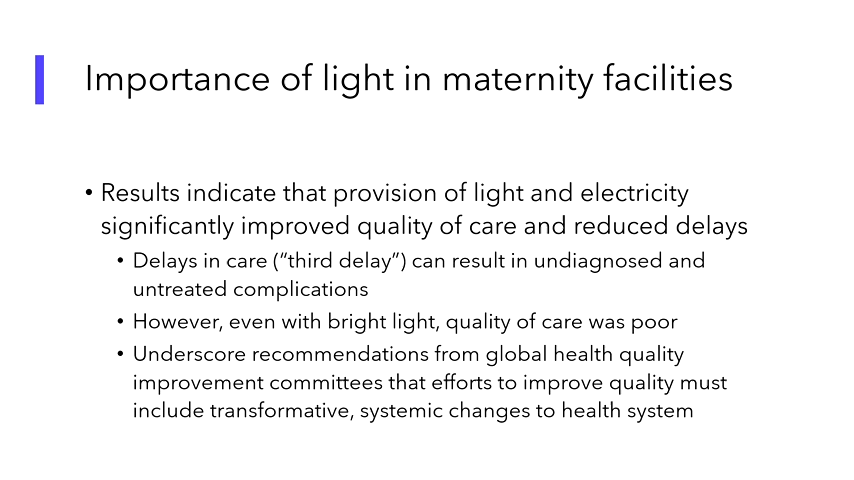 Importance of light in maternity facilities
• Results indicate that provision of light and electricity
significantly improved quality of care and reduced delays
• Delays in care (“third delay”) can result in undiagnosed and
untreated complications
• However, even with bright light, quality of care was poor
• Underscore recommendations from global health quality
improvement committees that efforts to improve quality must
include transformative, systemic changes to health system